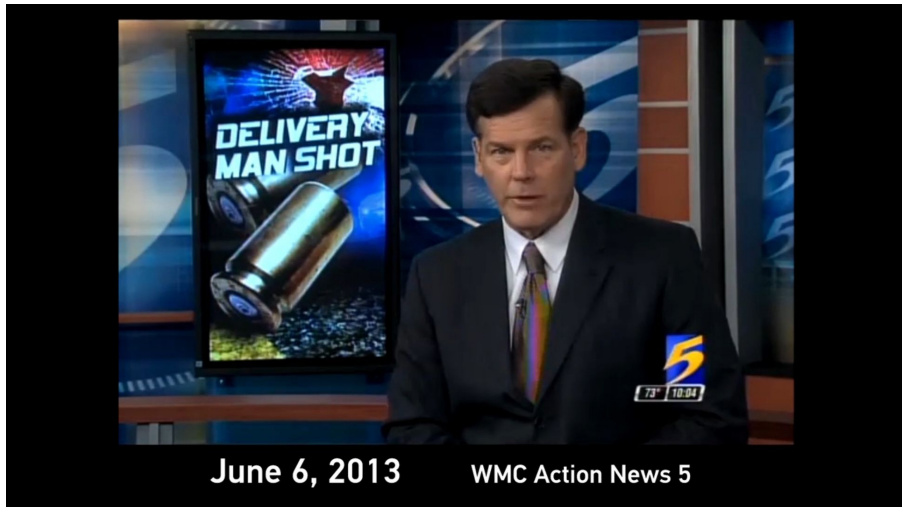 DELIVERY
MAN SHOT
5
73° 10:04
June 6, 2013 WMC Action News 5